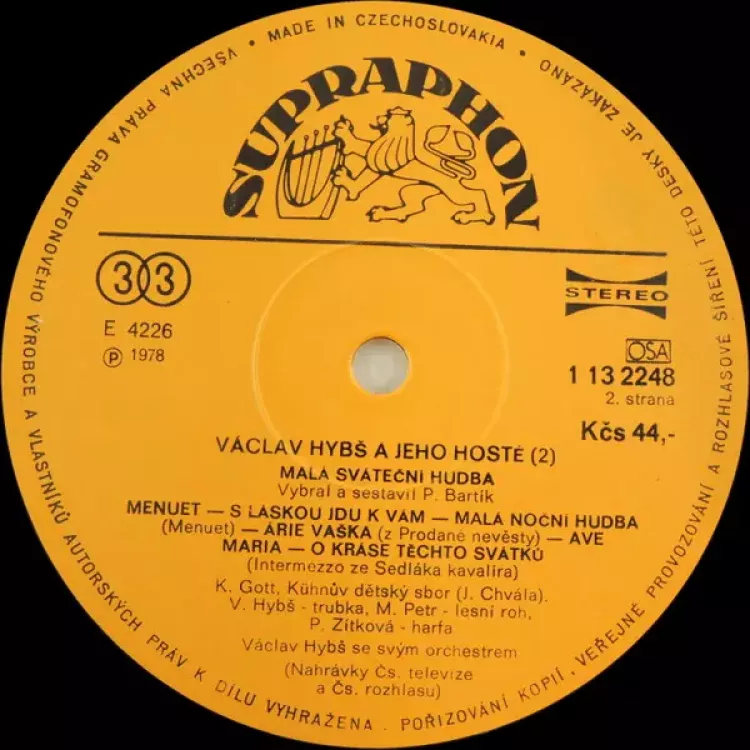 MADE IN CZECHOSLOVAKIA • VŠECHNA PRÁVA GRAMOFONOVÉHO VÝROBCE A VLASTNÍKŮ AUTORSKÝCH PRÁV K DÍLU VYHRAŽENA . POŘIZOVÁNÍ KOPIÍ , VEŘEJNÉ PROVOZOVÁNÍ A ROZHLASOVÉ ŠÍŘENÍ TÉTO DESKY JE ZAKÁZÁNO •
SUPRAPHON
33
STEREO
E 4226
℗ 1978
OSA
1 13 2248
2. strana
Kčs 44,-
VÁCLAV HYBŠ A JEHO HOSTÉ (2)
MALÁ SVÁTEČNÍ HUDBA
Vybral a sestavil P. Bartík
MENUET — S LÁSKOU JDU K VÁM — MALÁ NOČNÍ HUDBA
(Menuet) — ÁRIE VAŠKA (z Prodané nevěsty) — AVE
MARIA — O KRÁSE TĚCHTO SVÁTKŮ
(Intermezzo ze Sedláka kavalíra)
K. Gott, Kühnův dětský sbor (J. Chvála).
V. Hybš - trubka, M. Petr - lesní roh,
P. Zítková - harfa
Václav Hybš se svým orchestrem
(Nahrávky Čs. televize
a Čs. rozhlasu)